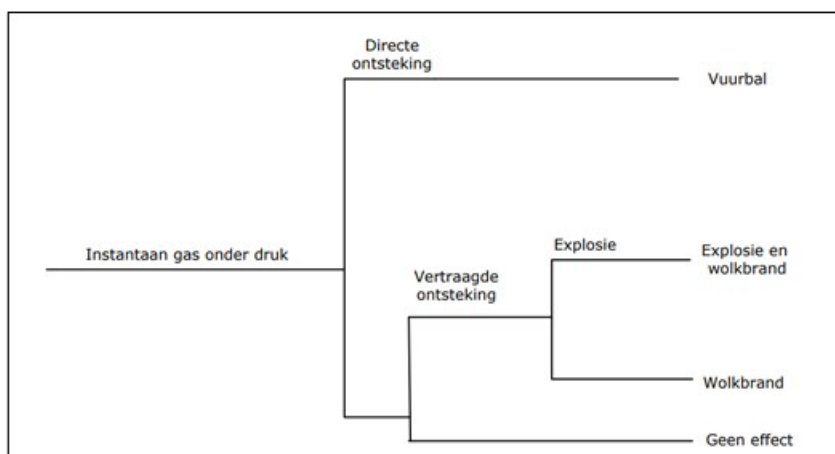 Directe
ontsteking
Vuurbal
Instantaan gas onder druk
Vertraagde
ontsteking
Explosie
Explosie en
wolkbrand
Wolkbrand
Geen effect